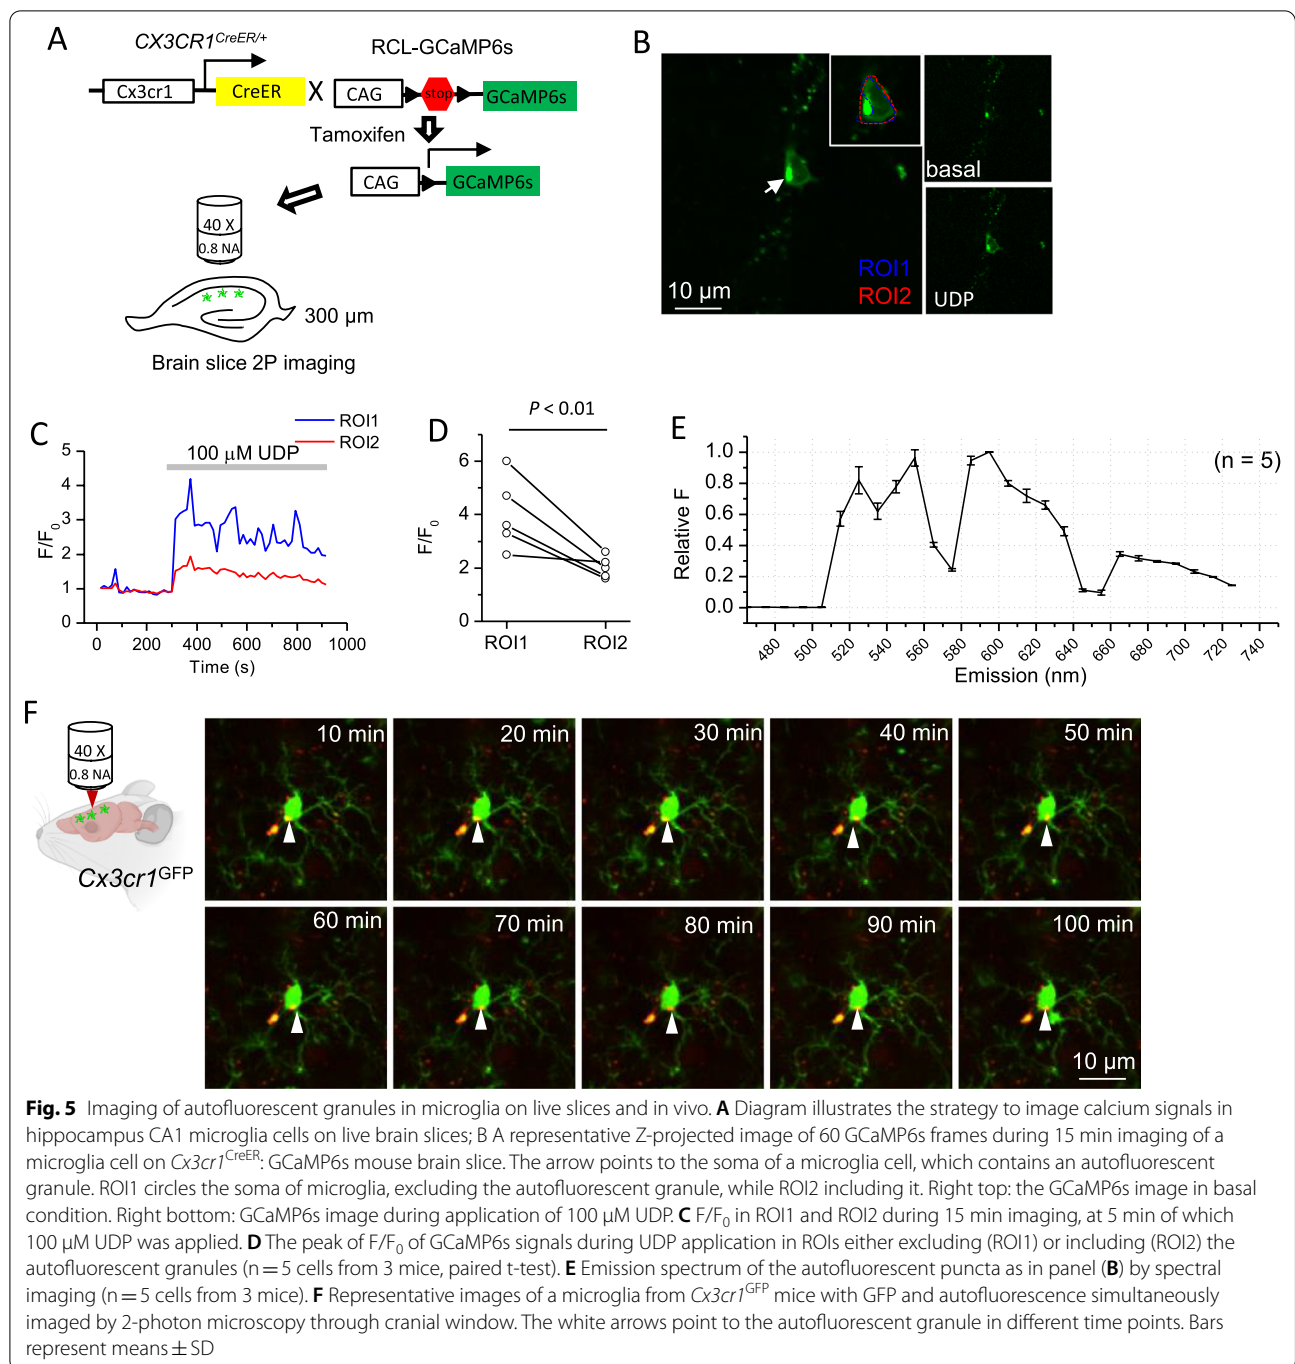 A
CX3CR1^CreER/+
RCL-GCaMP6s
Cx3cr1
CreER
X
CAG
stop
GCaMP6s
Tamoxifen
CAG
GCaMP6s
40 X
0.8 NA
300 µm
Brain slice 2P imaging
B
ROI1
ROI2
10 µm
basal
UDP
C
ROI1
ROI2
100 µM UDP
5
4
3
2
1
0
F/F0
0 200 400 600 800 1000
Time (s)
D
P < 0.01
6
4
2
0
F/F0
ROI1 ROI2
E
(n = 5)
1.0
0.8
0.6
0.4
0.2
0.0
Relative F
480 500 520 540 560 580 600 620 640 660 680 700 720 740
Emission (nm)
F
40 X
0.8 NA
Cx3cr1^GFP
10 min 20 min 30 min 40 min 50 min
60 min 70 min 80 min 90 min 100 min
10 µm
Fig. 5 Imaging of autofluorescent granules in microglia on live slices and in vivo. A Diagram illustrates the strategy to image calcium signals in
hippocampus CA1 microglia cells on live brain slices; B A representative Z-projected image of 60 GCaMP6s frames during 15 min imaging of a
microglia cell on Cx3cr1^CreER: GCaMP6s mouse brain slice. The arrow points to the soma of a microglia cell, which contains an autofluorescent
granule. ROI1 circles the soma of microglia, excluding the autofluorescent granule, while ROI2 including it. Right top: the GCaMP6s image in basal
condition. Right bottom: GCaMP6s image during application of 100 µM UDP. C F/F0 in ROI1 and ROI2 during 15 min imaging, at 5 min of which
100 µM UDP was applied. D The peak of F/F0 of GCaMP6s signals during UDP application in ROIs either excluding (ROI1) or including (ROI2) the
autofluorescent granules (n = 5 cells from 3 mice, paired t-test). E Emission spectrum of the autofluorescent puncta as in panel (B) by spectral
imaging (n = 5 cells from 3 mice). F Representative images of a microglia from Cx3cr1^GFP mice with GFP and autofluorescence simultaneously
imaged by 2-photon microscopy through cranial window. The white arrows point to the autofluorescent granule in different time points. Bars
represent means ± SD